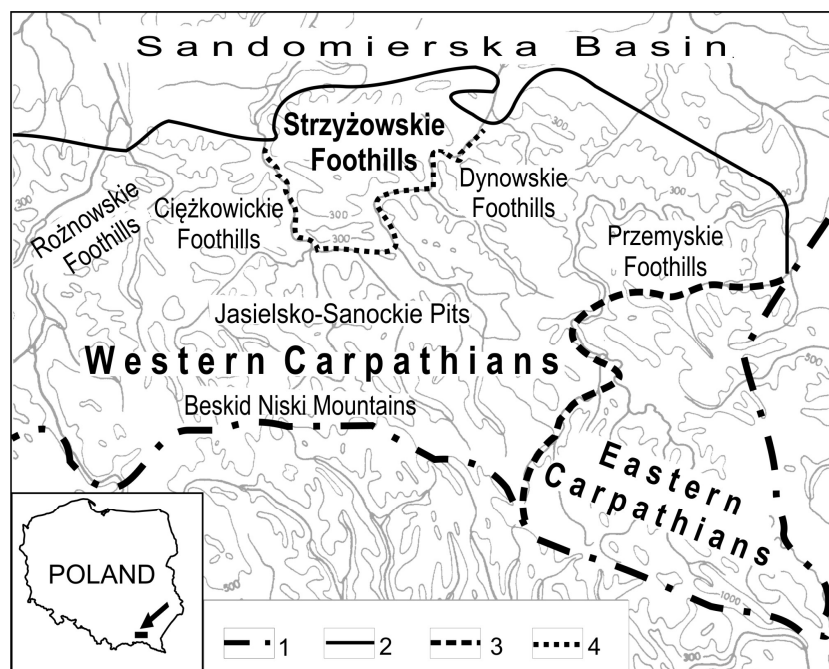 Sandomierska Basin
Strzyżowskie
Foothills
300
Dynowskie
Foothills
300
Rożnowskie
Foothills
Ciężkowickie
Foothills
300
300
300
Przemyskie
Foothills
Jasielsko-Sanockie Pits
Western Carpathians
500
Beskid Niski Mountains
Eastern
Carpathians
POLAND
500
1000
1
2
3
4